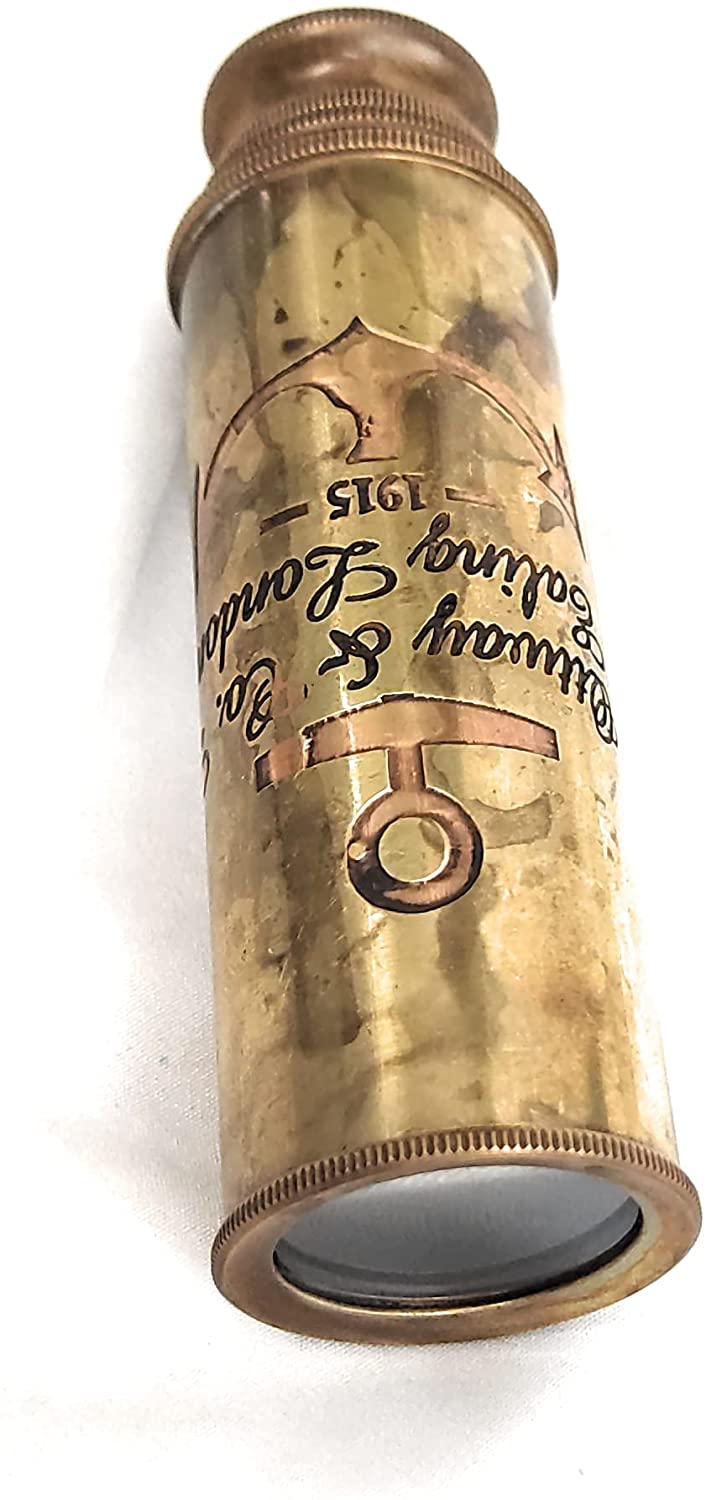 Ottway & Co.
Ealing London
- 1915 -